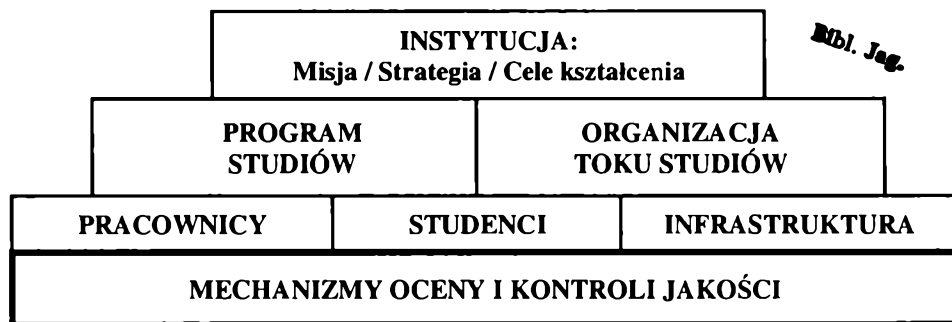 INSTYTUCJA:
Misja / Strategia / Cele kształcenia
Bibl. Jag.
PROGRAM
STUDIÓW
ORGANIZACJA
TOKU STUDIÓW
PRACOWNICY
STUDENCI
INFRASTRUKTURA
MECHANIZMY OCENY I KONTROLI JAKOŚCI